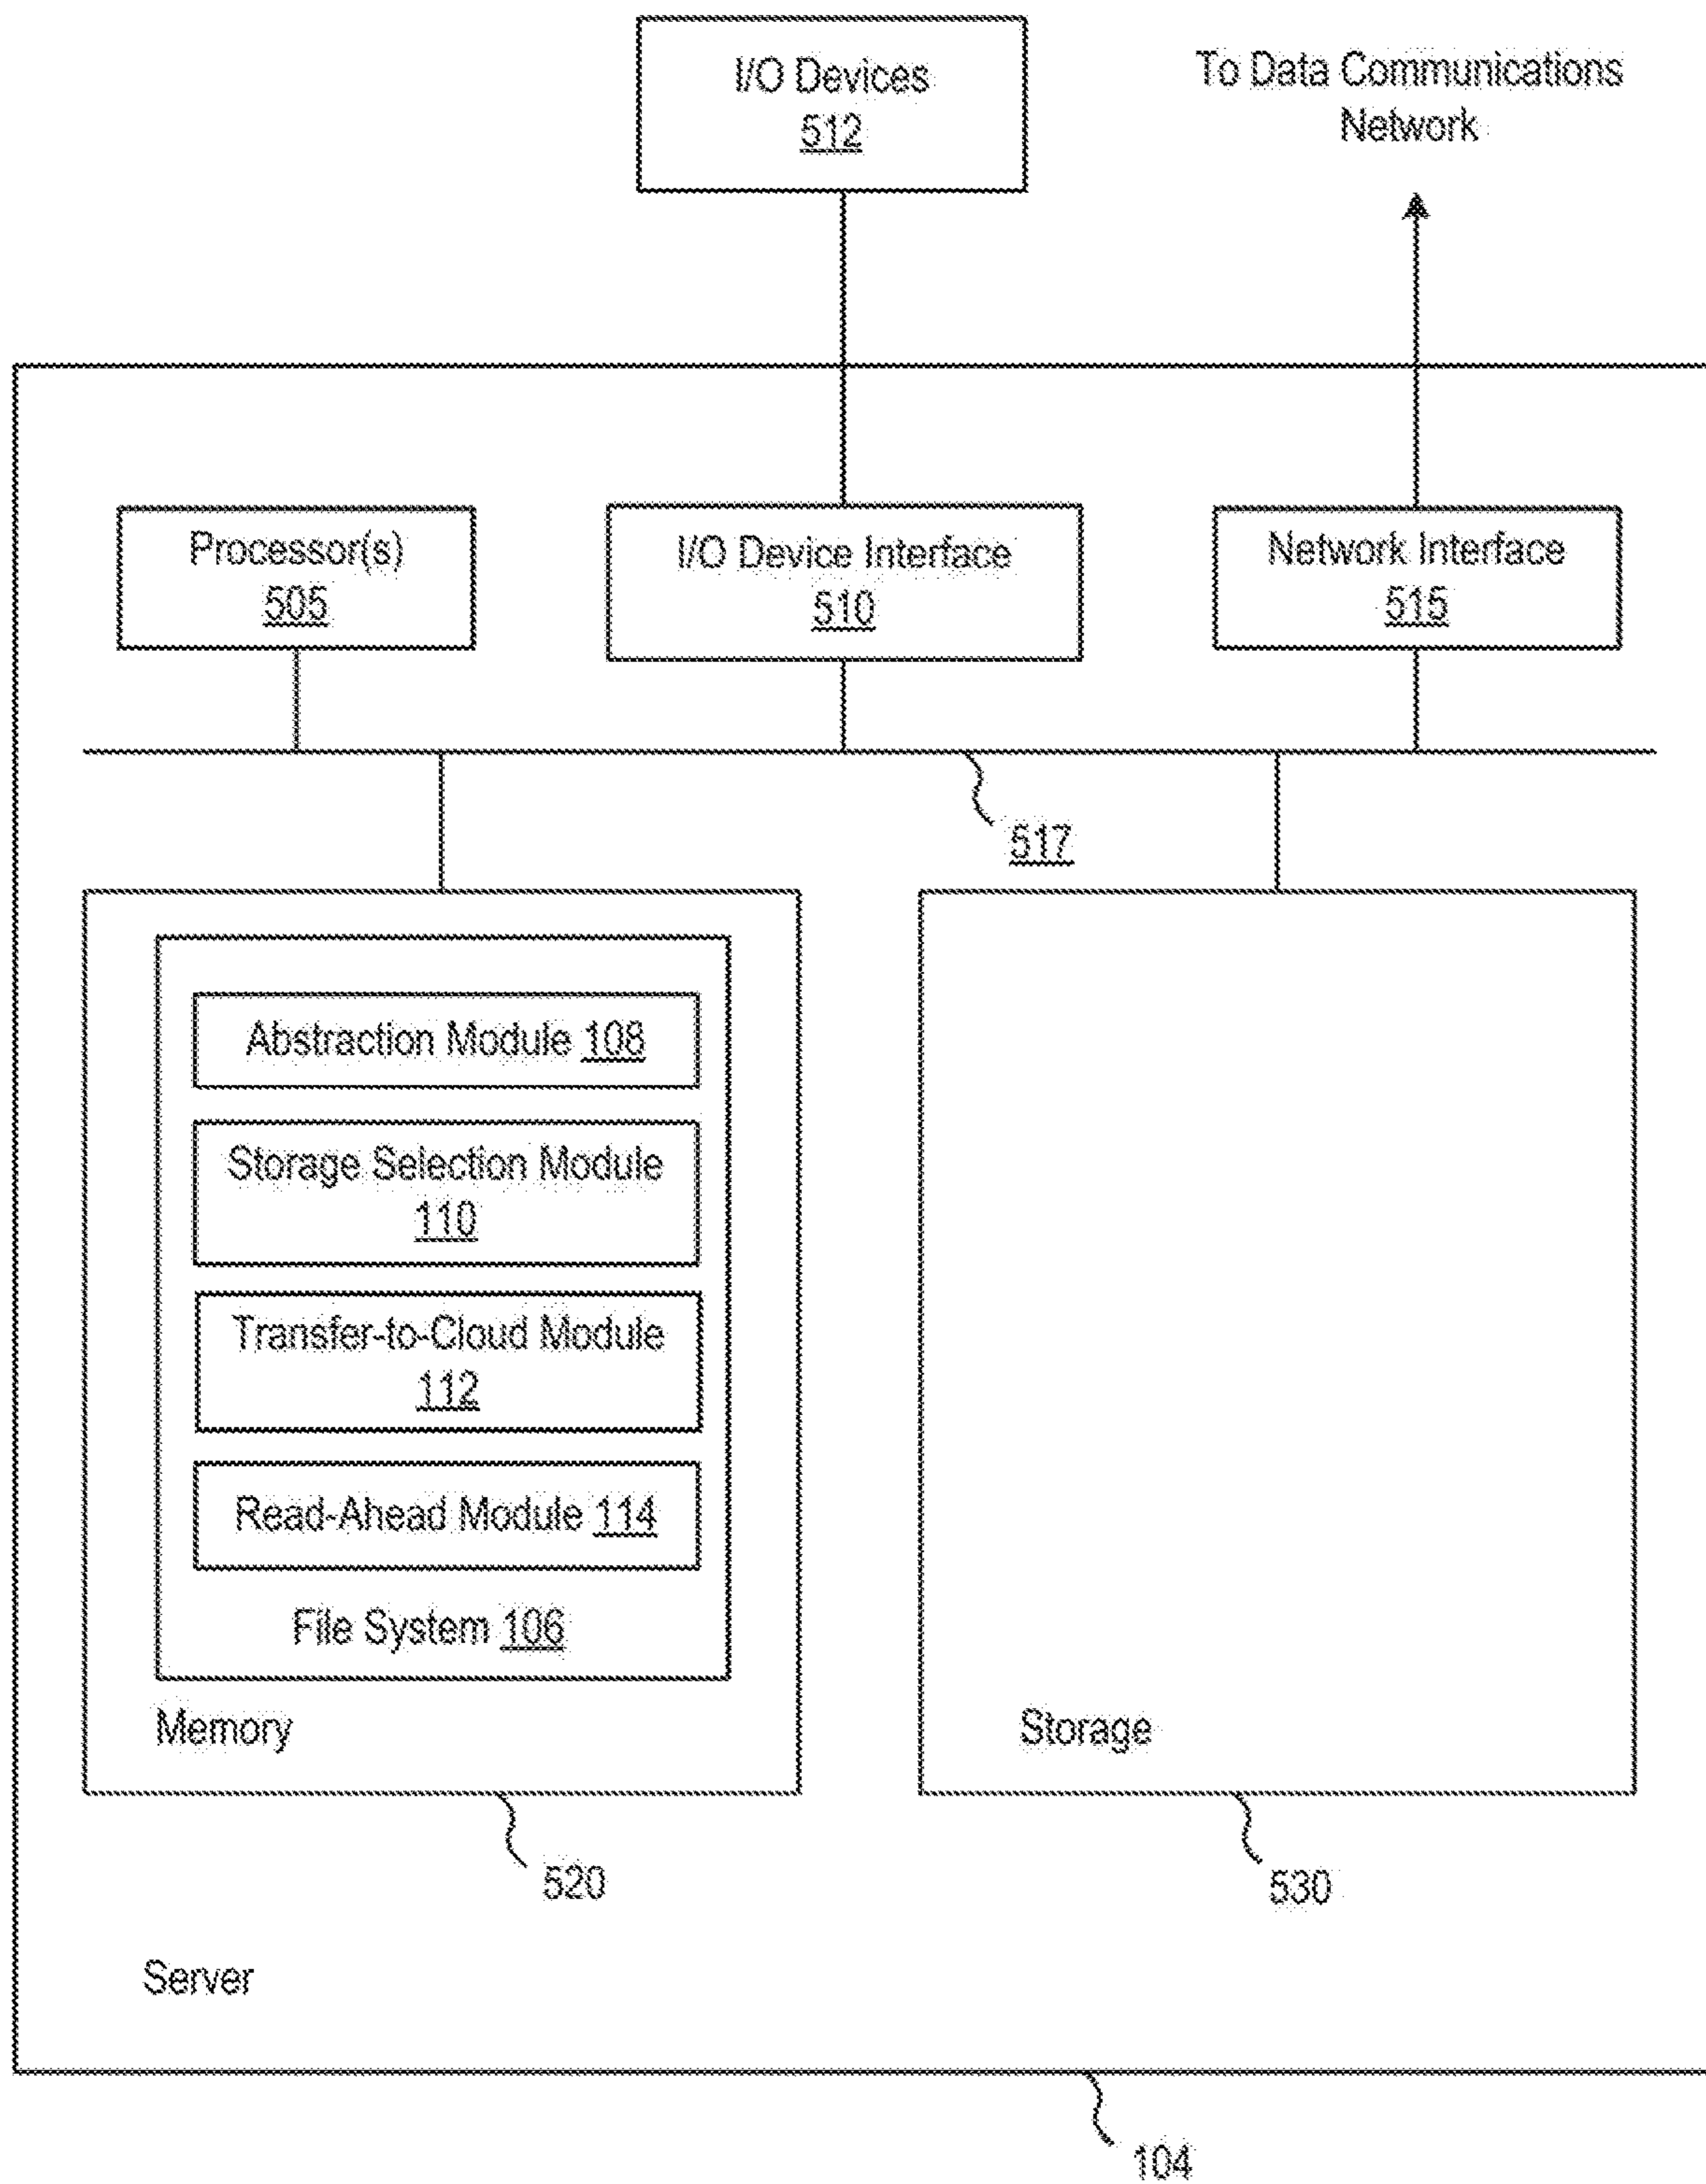 I/O Devices
512
To Data Communications
Network
Processor(s)
505
I/O Device Interface
510
Network Interface
515
517
Abstraction Module 108
Storage Selection Module
110
Transfer-to-Cloud Module
112
Read-Ahead Module 114
File System 106
Memory
Storage
520
530
Server
104